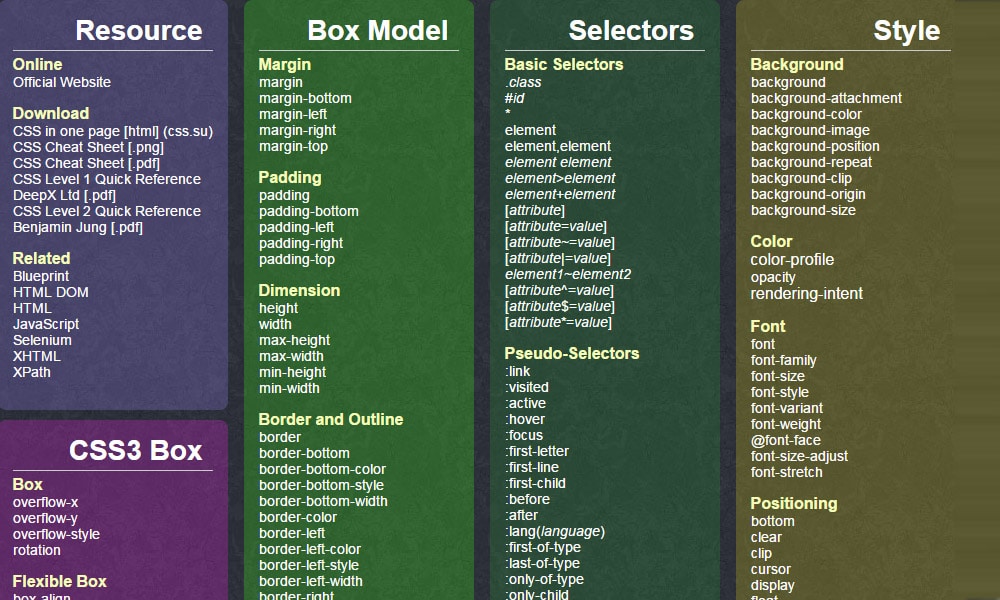 Resource
Online
Official Website
Download
CSS in one page [html] (css.su)
CSS Cheat Sheet [.png]
CSS Cheat Sheet [.pdf]
CSS Level 1 Quick Reference
DeepX Ltd [.pdf]
CSS Level 2 Quick Reference
Benjamin Jung [.pdf]
Related
Blueprint
HTML DOM
HTML
JavaScript
Selenium
XHTML
XPath
CSS3 Box
Box
overflow-x
overflow-y
overflow-style
rotation
Flexible Box
box-align
Box Model
Margin
margin
margin-bottom
margin-left
margin-right
margin-top
Padding
padding
padding-bottom
padding-left
padding-right
padding-top
Dimension
height
width
max-height
max-width
min-height
min-width
Border and Outline
border
border-bottom
border-bottom-color
border-bottom-style
border-bottom-width
border-color
border-left
border-left-color
border-left-style
border-left-width
border-right
Selectors
Basic Selectors
.class
#id
*
element
element,element
element element
element>element
element+element
[attribute]
[attribute=value]
[attribute~=value]
[attribute|=value]
element1~element2
[attribute^=value]
[attribute$=value]
[attribute*=value]
Pseudo-Selectors
:link
:visited
:active
:hover
:focus
:first-letter
:first-line
:first-child
:before
:after
:lang(language)
:first-of-type
:last-of-type
:only-of-type
:only-child
Style
Background
background
background-attachment
background-color
background-image
background-position
background-repeat
background-clip
background-origin
background-size
Color
color-profile
opacity
rendering-intent
Font
font
font-family
font-size
font-style
font-variant
font-weight
@font-face
font-size-adjust
font-stretch
Positioning
bottom
clear
clip
cursor
display
float